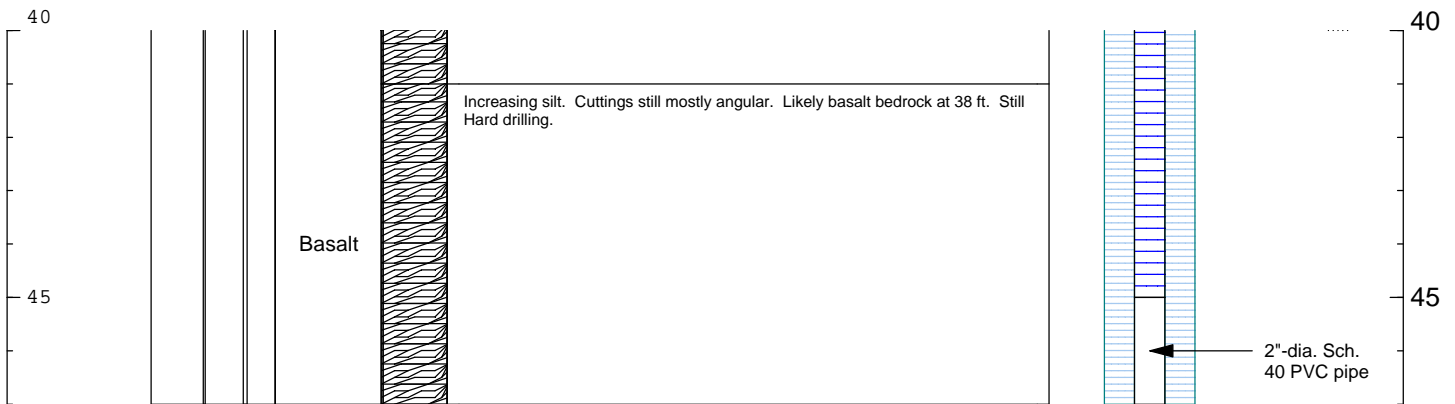 40
40
Increasing silt. Cuttings still mostly angular. Likely basalt bedrock at 38 ft. Still
Hard drilling.
Basalt
45
45
2"-dia. Sch.
40 PVC pipe